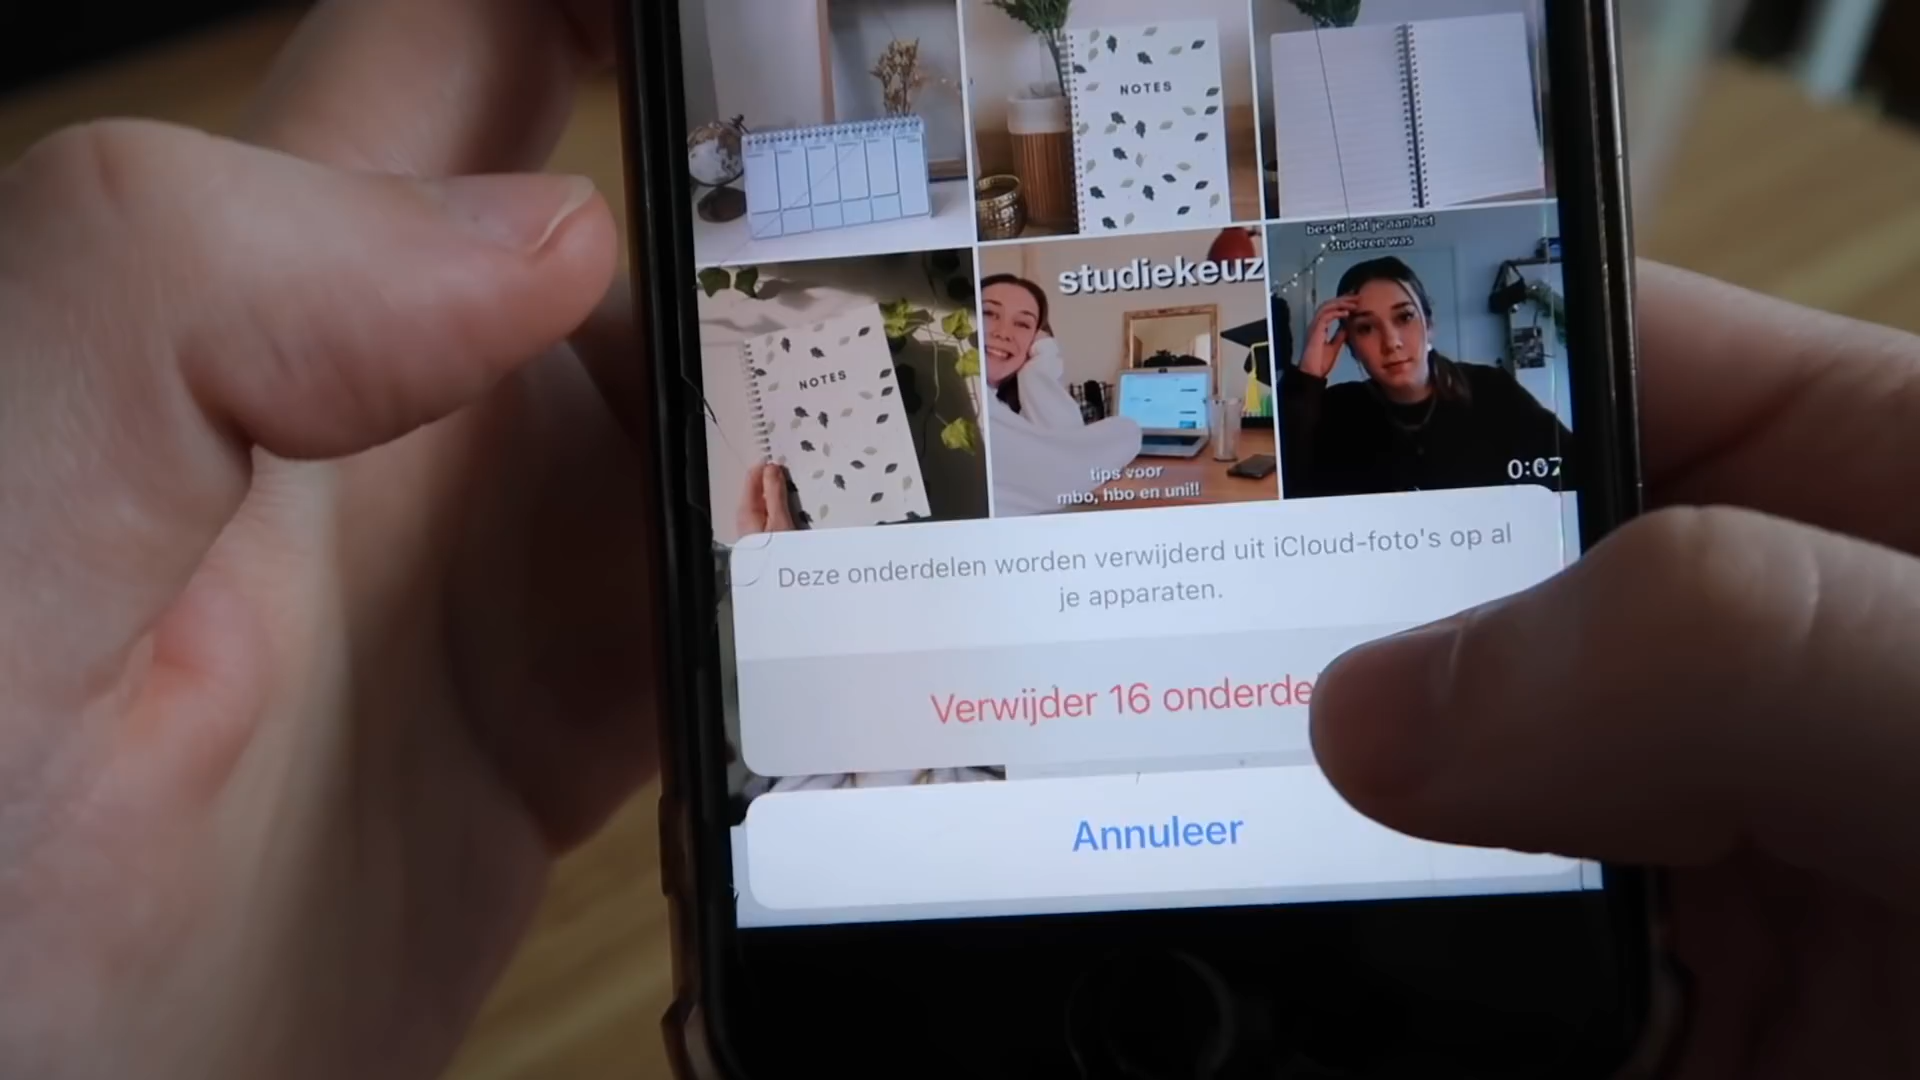 NOTES
beseft dat je aan het
studeren was
studiekeuz
NOTES
tips voor
mbo, hbo en uni!!
0:07
Deze onderdelen worden verwijderd uit iCloud-foto's op al
je apparaten.
Verwijder 16 onderde
Annuleer